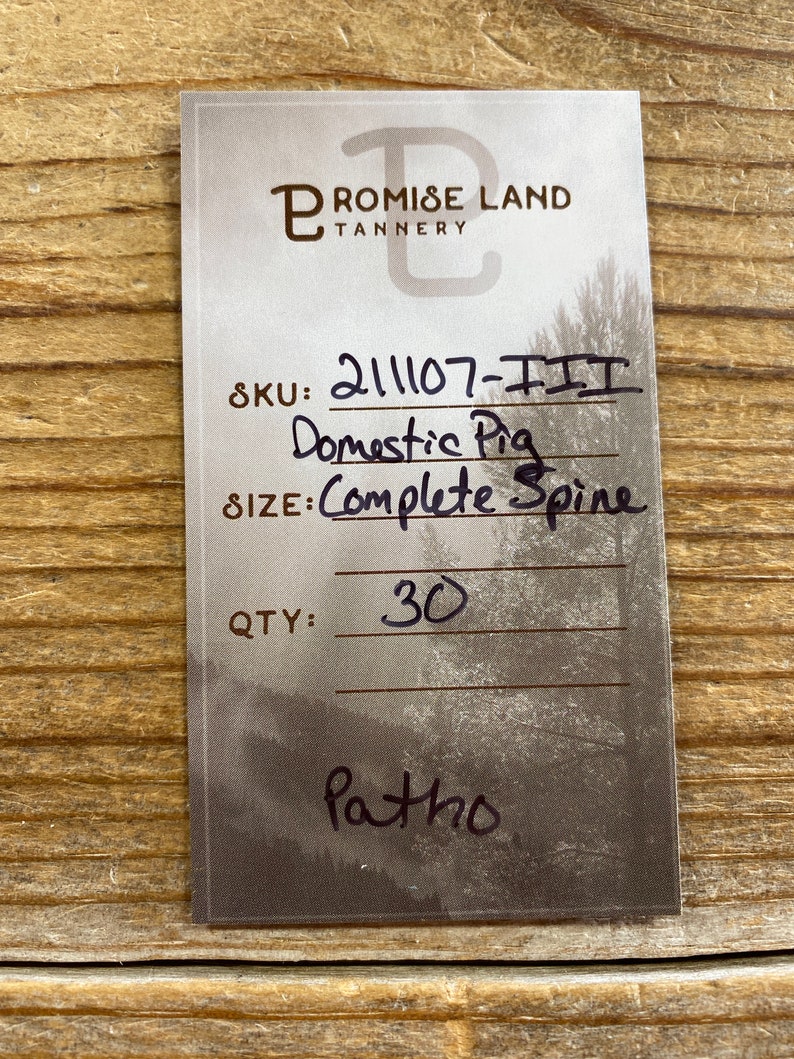 PROMISE LAND
TANNERY
SKU: 211107-III
Domestic Pig
SIZE: Complete Spine
QTY: 30
Patho